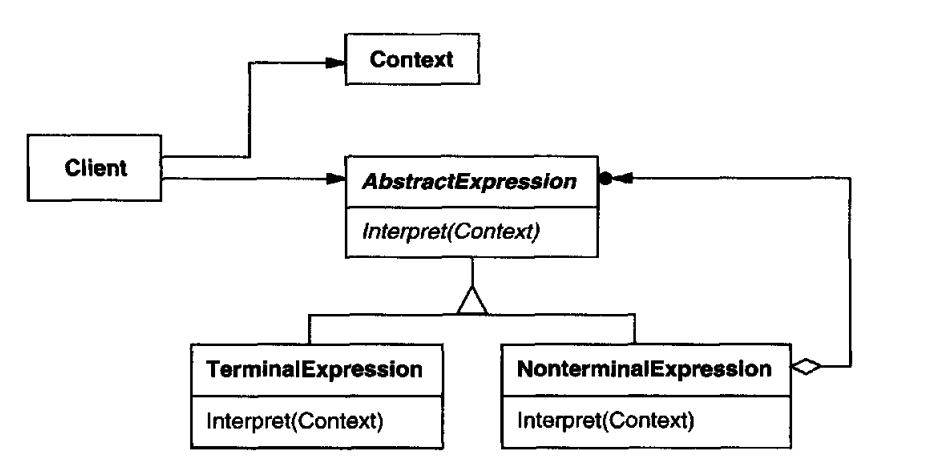 Context
Client
AbstractExpression
Interpret(Context)
TerminalExpression
Interpret(Context)
NonterminalExpression
Interpret(Context)